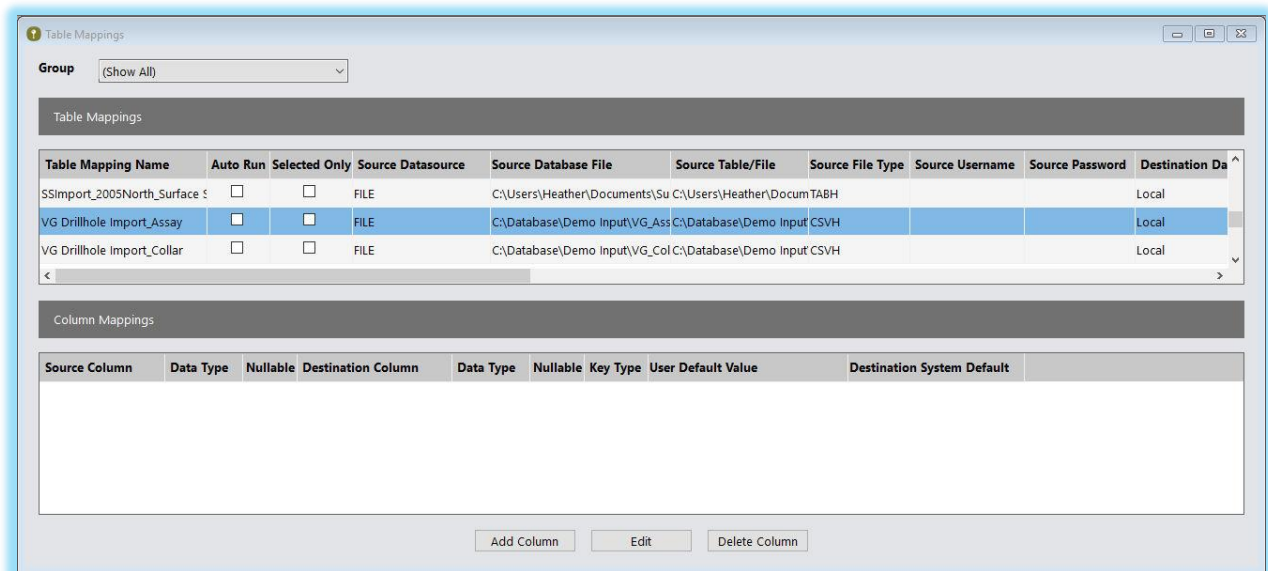 Table Mappings
Group (Show All)
Table Mappings
Table Mapping Name Auto Run Selected Only Source Datasource Source Database File Source Table/File Source File Type Source Username Source Password Destination Da
SSImport_2005North_Surface S FILE C:\Users\Heather\Documents\Su C:\Users\Heather\Docum TABH Local
VG Drillhole Import_Assay FILE C:\Database\Demo Input\VG_Ass C:\Database\Demo Input' CSVH Local
VG Drillhole Import_Collar FILE C:\Database\Demo Input\VG_Col C:\Database\Demo Input' CSVH Local
Column Mappings
Source Column Data Type Nullable Destination Column Data Type Nullable Key Type User Default Value Destination System Default
Add Column Edit Delete Column